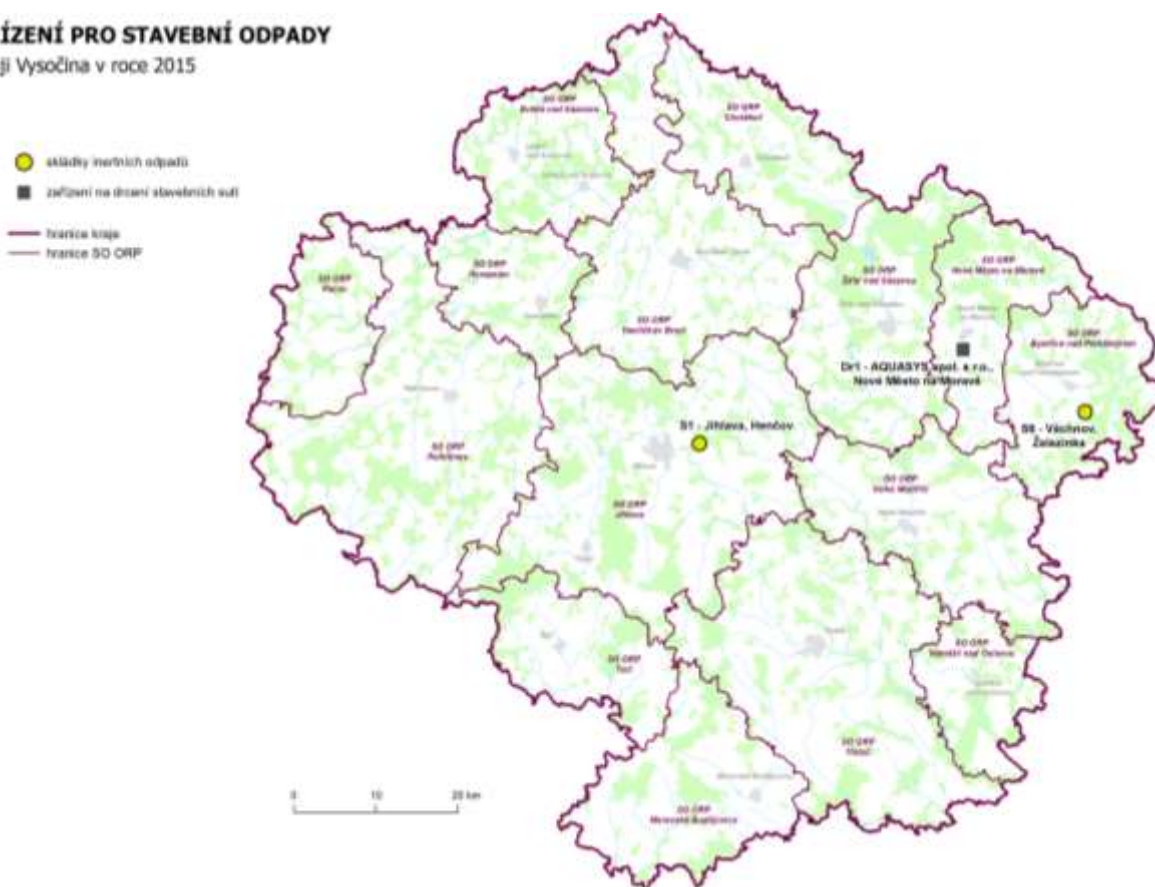 ÍZENÍ PRO STAVEBNÍ ODPADY
ji Vysočina v roce 2015
skládky inertních odpadů
zařízení na drcení stavebních sutí
hranice kraje
hranice SO ORP
SO ORP
Světlá nad Sázavou
SO ORP
Chotěboř
SO ORP
Pacov
SO ORP
Humpolec
SO ORP
Havlíčkův Brod
SO ORP
Žďár nad Sázavou
SO ORP
Nové Město na Moravě
SO ORP
Bystřice nad Pernštejnem
Dr1 - AQUASYS spol. s r.o.,
Nové Město na Moravě
S1 - Jihlava, Henčov
Věchnov,
Železinka
SO ORP
Pelhřimov
SO ORP
Jihlava
SO ORP
Velké Meziříčí
SO ORP
Telč
SO ORP
Třebíč
SO ORP
Náměšť nad Oslavou
SO ORP
Moravské Budějovice
0 10 20 km